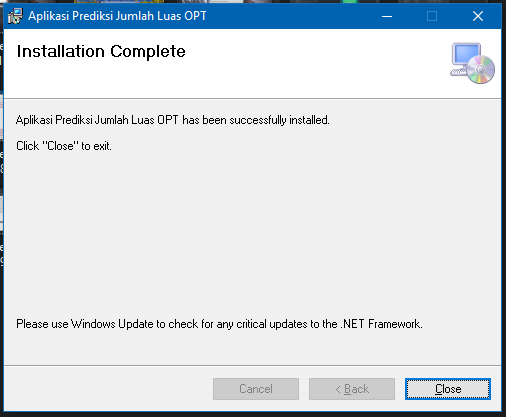 Aplikasi Prediksi Jumlah Luas OPT
Installation Complete
Aplikasi Prediksi Jumlah Luas OPT has been successfully installed.
Click "Close" to exit.
Please use Windows Update to check for any critical updates to the .NET Framework.
Cancel
< Back
Close